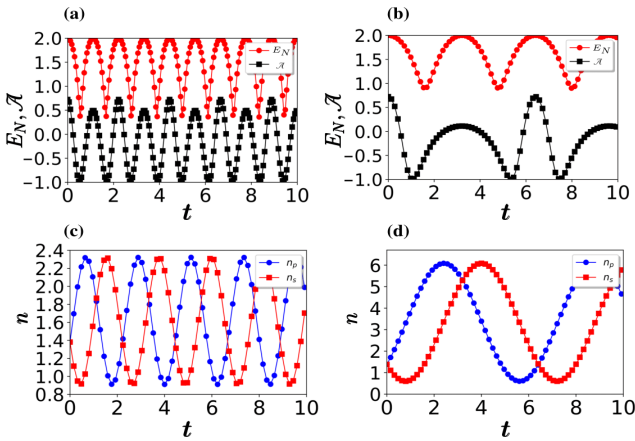 (a)
2.0
1.5
1.0
0.5
0.0
−0.5
−1.0
E_N, 𝒜
E_N
𝒜
0 2 4 6 8 10
t
(b)
2.0
1.5
1.0
0.5
0.0
−0.5
−1.0
E_N, 𝒜
E_N
𝒜
0 2 4 6 8 10
t
(c)
2.4
2.2
2.0
1.8
1.6
1.4
1.2
1.0
0.8
n
n_p
n_s
0 2 4 6 8 10
t
(d)
6
5
4
3
2
1
0
n
n_p
n_s
0 2 4 6 8 10
t